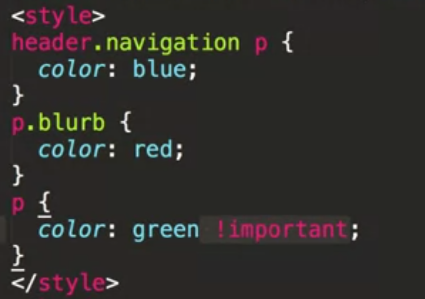 <style>
header.navigation p {
  color: blue;
}
p.blurb {
  color: red;
}
p {
  color: green !important;
}
</style>